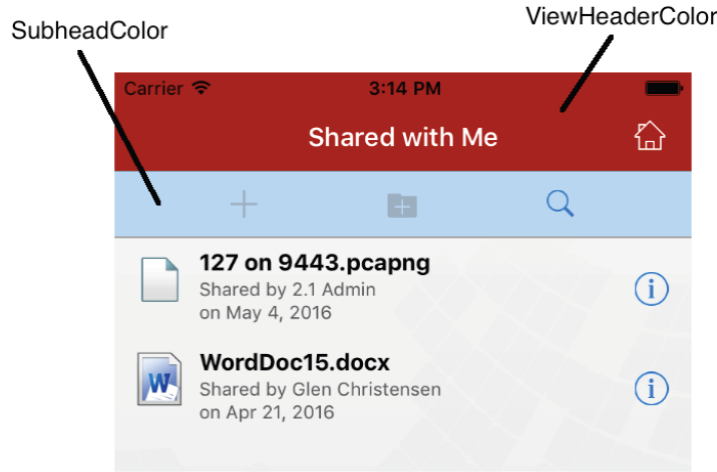 SubheadColor
ViewHeaderColor
Carrier 3:14 PM
Shared with Me
127 on 9443.pcapng
Shared by 2.1 Admin
on May 4, 2016
WordDoc15.docx
Shared by Glen Christensen
on Apr 21, 2016